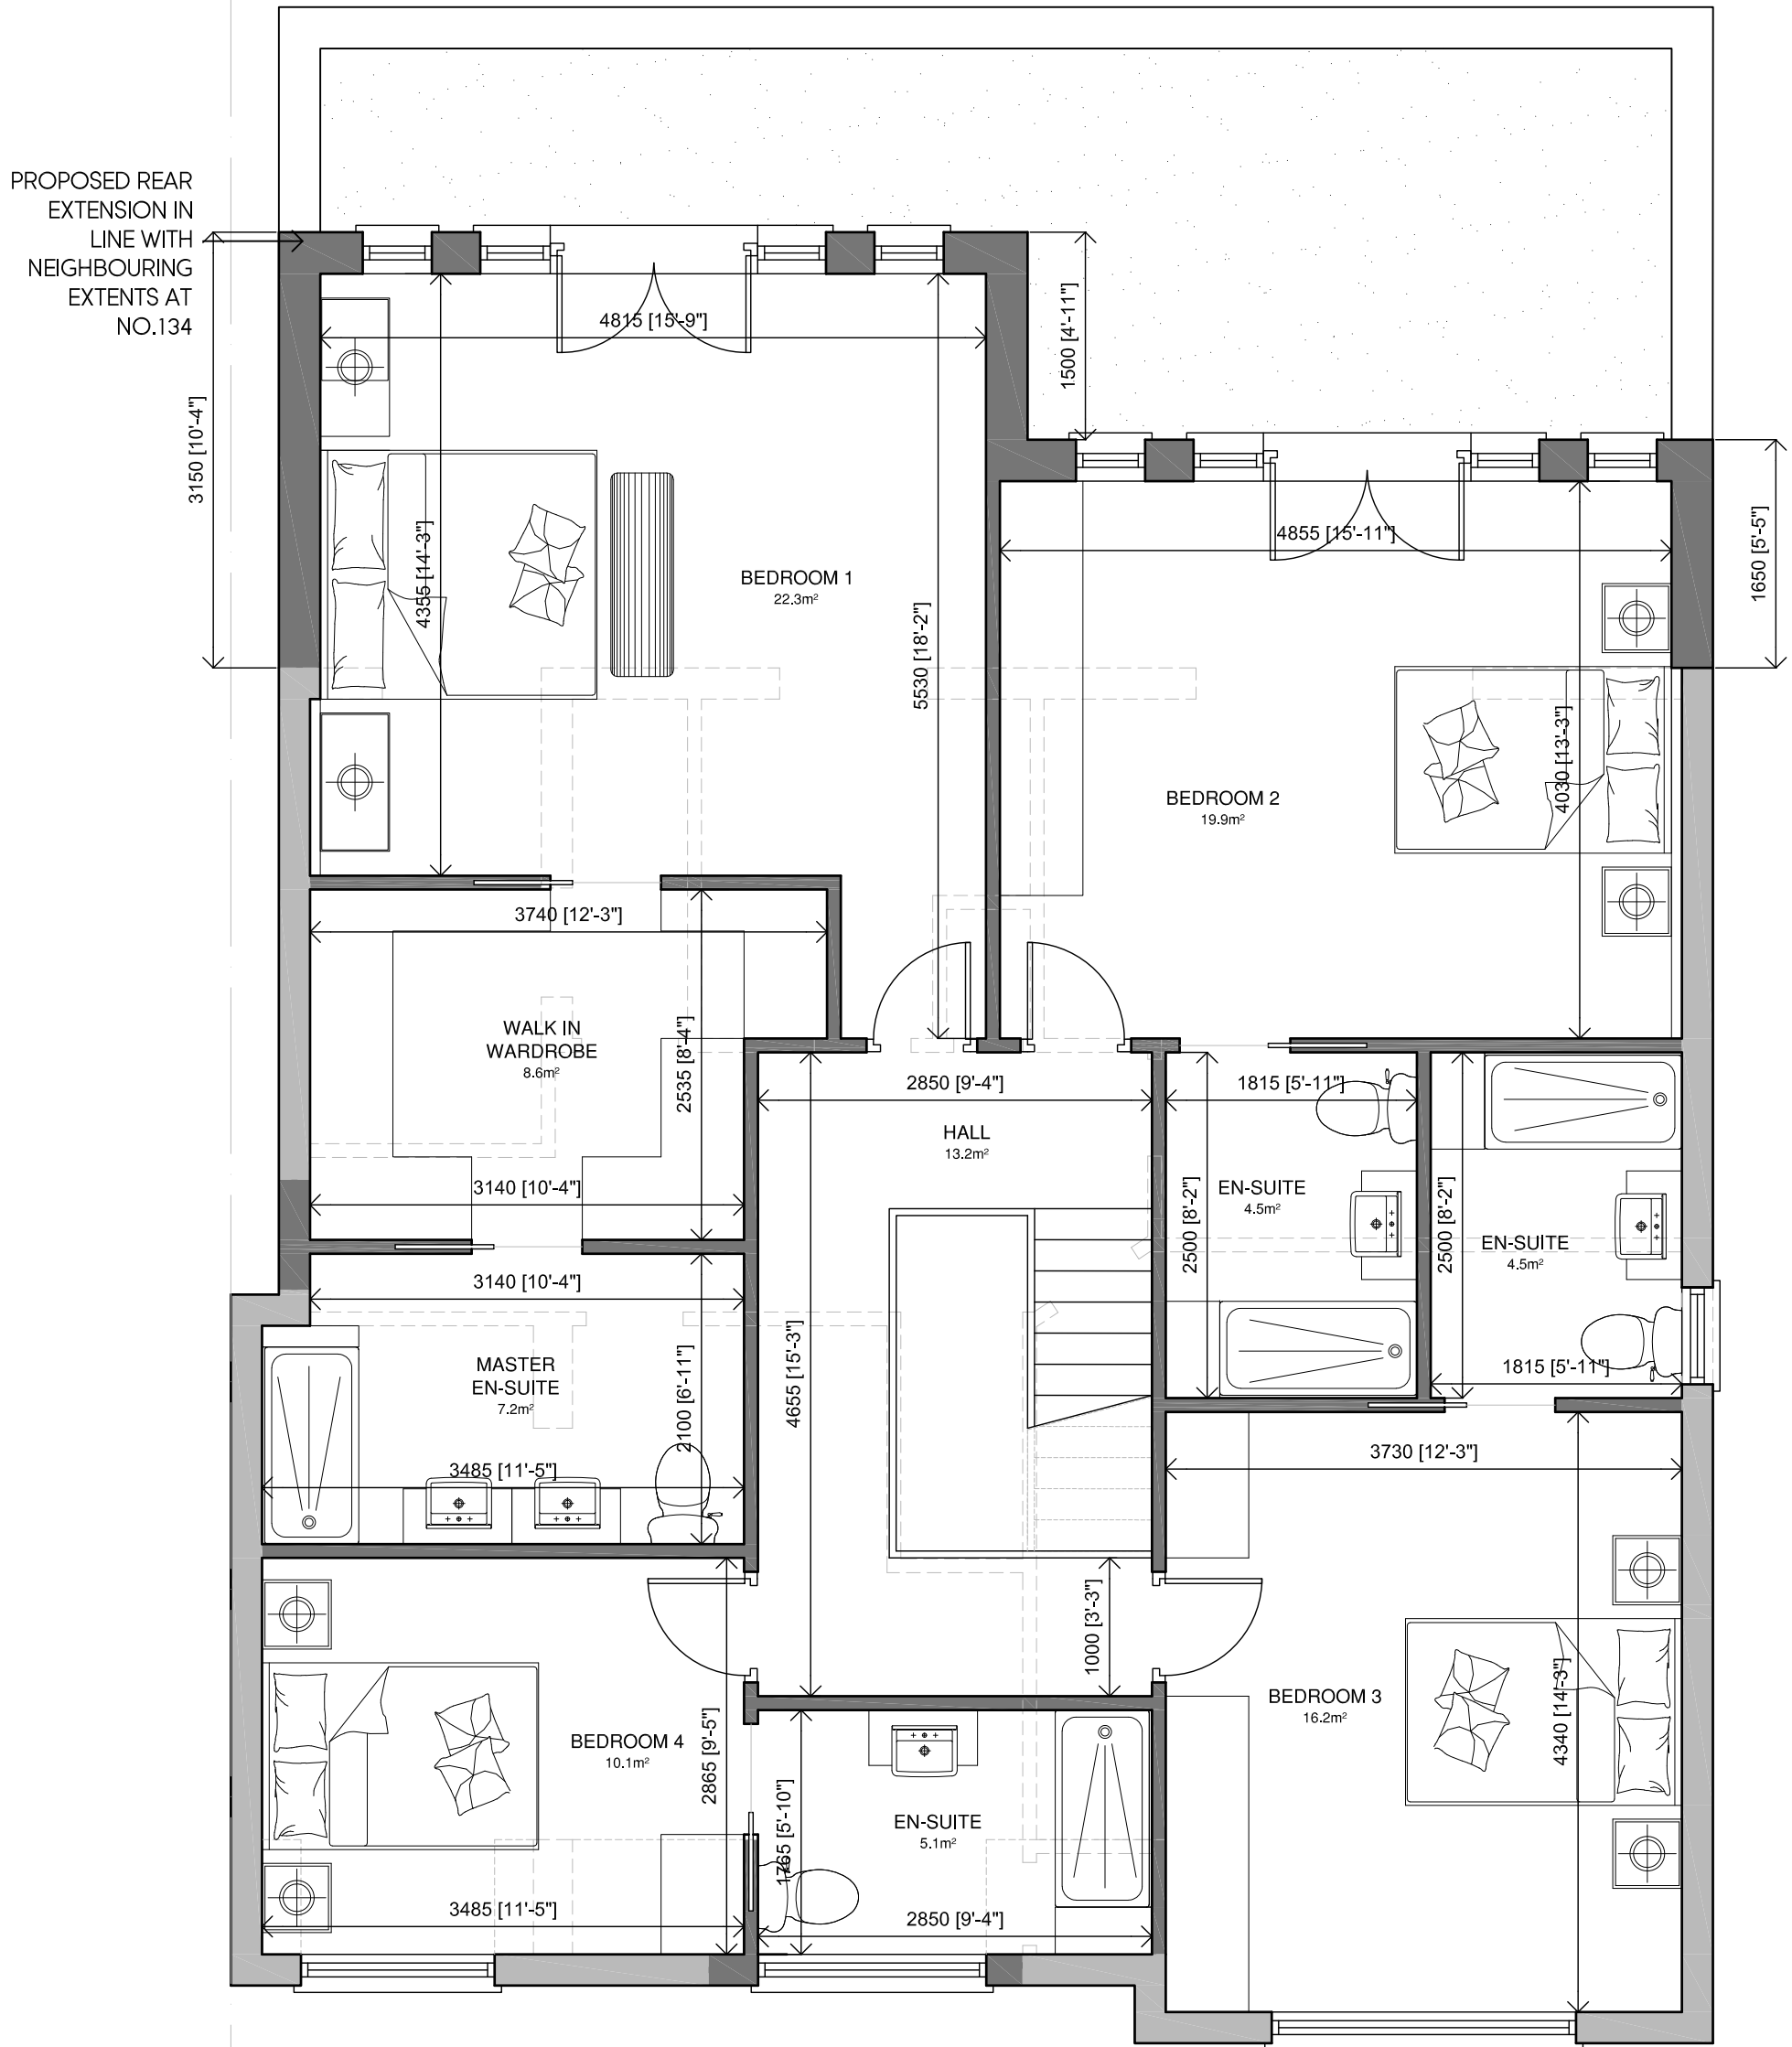 PROPOSED REAR
EXTENSION IN
LINE WITH
NEIGHBOURING
EXTENTS AT
NO.134
3150 [10'-4"]
4815 [15'-9"]
1500 [4'-11"]
4355 [14'-3"]
BEDROOM 1
22.3m²
5530 [18'-2"]
4855 [15'-11"]
1650 [5'-5"]
4030 [13'-3"]
BEDROOM 2
19.9m²
3740 [12'-3"]
WALK IN
WARDROBE
8.6m²
2535 [8'-4"]
3140 [10'-4"]
2850 [9'-4"]
HALL
13.2m²
1815 [5'-11"]
2500 [8'-2"]
EN-SUITE
4.5m²
2500 [8'-2"]
EN-SUITE
4.5m²
1815 [5'-11"]
3140 [10'-4"]
MASTER
EN-SUITE
7.2m²
2100 [6'-11"]
3485 [11'-5"]
4655 [15'-3"]
3730 [12'-3"]
1000 [3'-3"]
BEDROOM 3
16.2m²
4340 [14'-3"]
BEDROOM 4
10.1m²
2865 [9'-5"]
3485 [11'-5"]
1765 [5'-10"]
EN-SUITE
5.1m²
2850 [9'-4"]